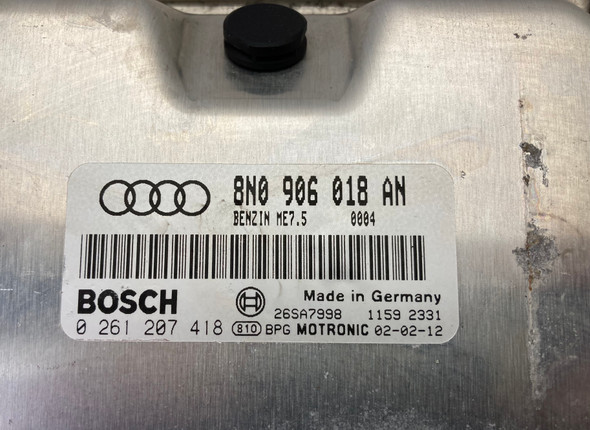 8N0 906 018 AN
BENZIN ME7.5 0004
BOSCH Made in Germany
26SA7998 1159 2331
0 261 207 418 810 BPG MOTRONIC 02-02-12